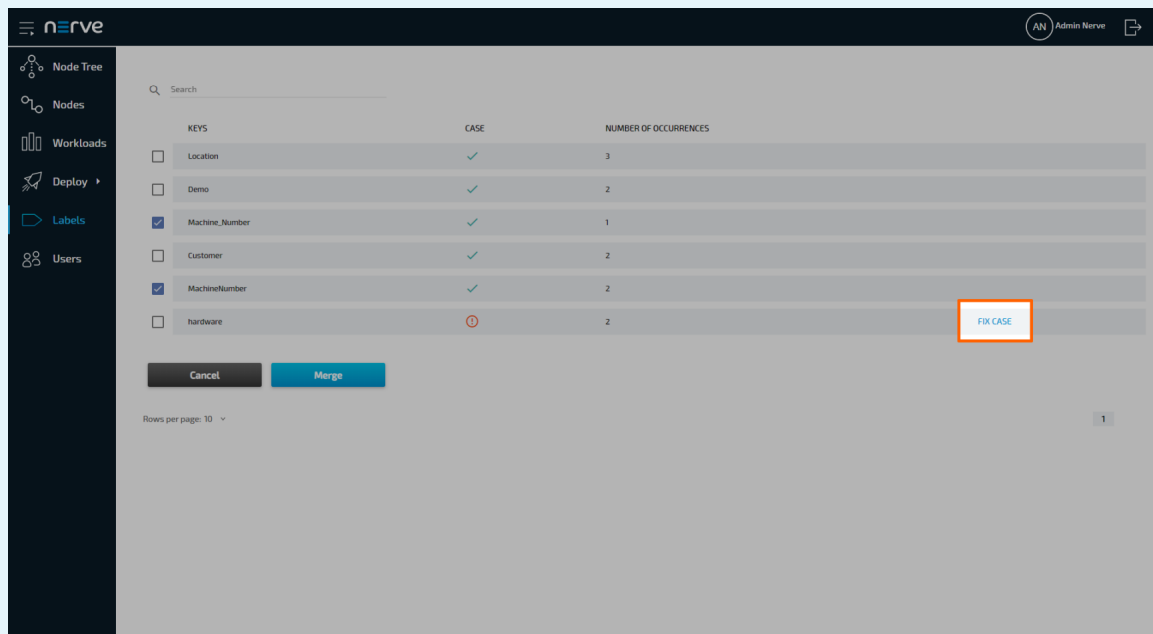 nerve
AN Admin Nerve
Node Tree
Nodes
Workloads
Deploy
Labels
Users
Search
KEYS CASE NUMBER OF OCCURRENCES
Location 3
Demo 2
Machine_Number 1
Customer 2
MachineNumber 2
hardware 2 FIX CASE
Cancel Merge
Rows per page: 10 1